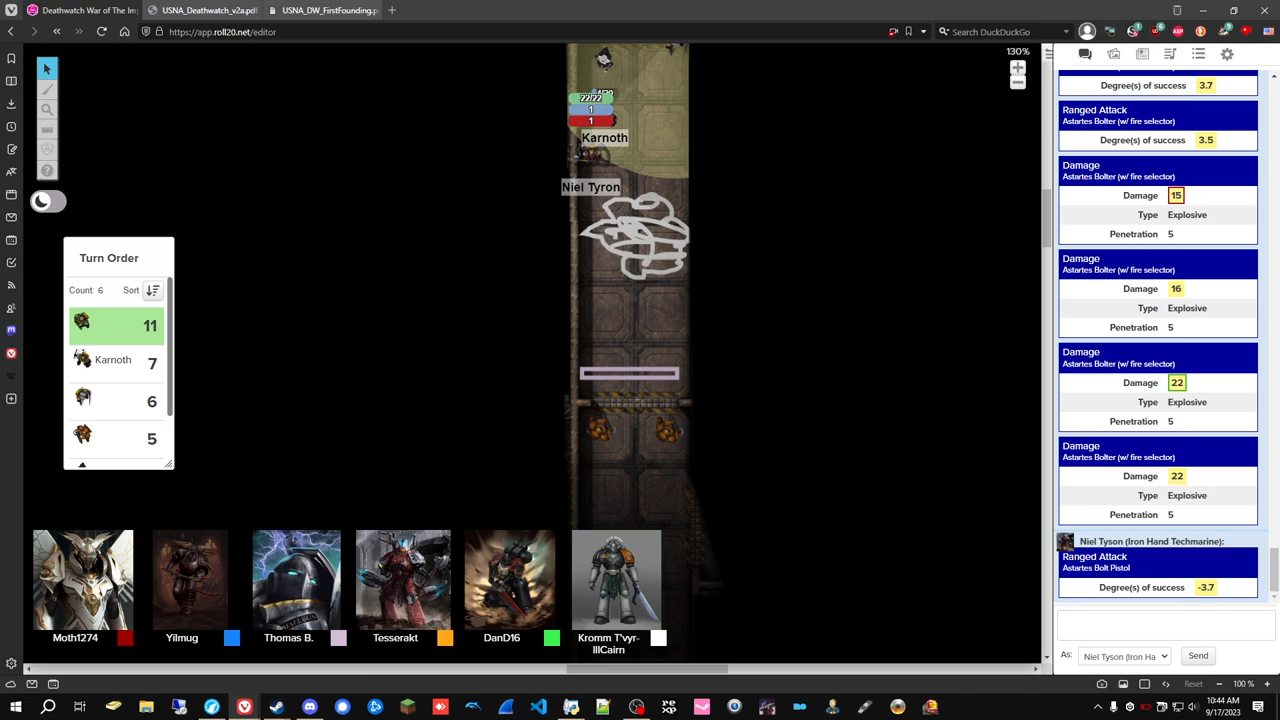 Deathwatch War of The Im
USNA_Deathwatch_v2a.pdf
USNA_DW_FirstFounding.p
https://app.roll20.net/editor
Search DuckDuckGo
130%
22/22
1
1
Karnoth
Niel Tyron
Turn Order
Count: 6 Sort
11
Karnoth 7
6
5
Moth1274
Yilmug
Thomas B.
Tesserakt
DanD16
Kromm T'vyr-
IllCairn
Degree(s) of success 3.7
Ranged Attack
Astartes Bolter (w/ fire selector)
Degree(s) of success 3.5
Damage
Astartes Bolter (w/ fire selector)
Damage 15
Type Explosive
Penetration 5
Damage
Astartes Bolter (w/ fire selector)
Damage 16
Type Explosive
Penetration 5
Damage
Astartes Bolter (w/ fire selector)
Damage 22
Type Explosive
Penetration 5
Damage
Astartes Bolter (w/ fire selector)
Damage 22
Type Explosive
Penetration 5
Niel Tyson (Iron Hand Techmarine):
Ranged Attack
Astartes Bolt Pistol
Degree(s) of success -3.7
As: Niel Tyson (Iron Ha Send
Reset 100 %
10:44 AM
9/17/2023